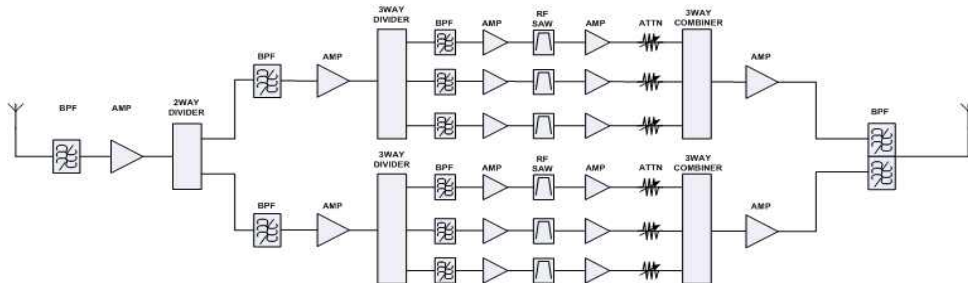 3WAY
DIVIDER
BPF
AMP
RF
SAW
AMP
ATTN
3WAY
COMBINER
BPF
AMP
AMP
BPF
AMP
2WAY
DIVIDER
BPF
3WAY
DIVIDER
BPF
AMP
RF
SAW
AMP
ATTN
3WAY
COMBINER
BPF
AMP
AMP